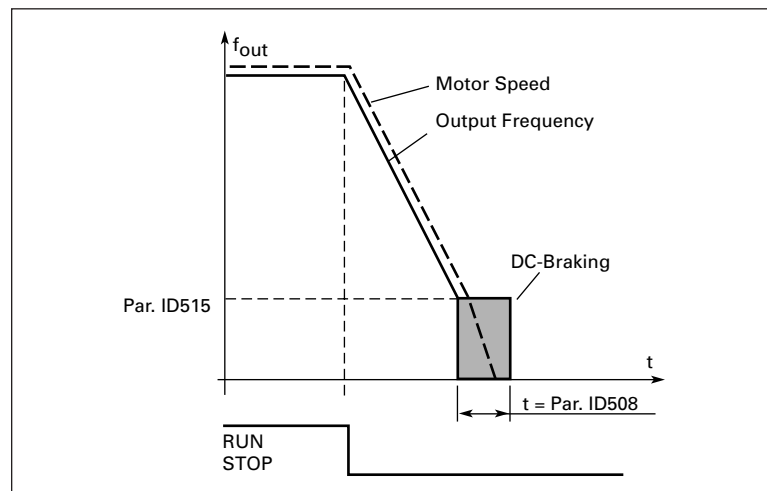 fout
Motor Speed
Output Frequency
DC-Braking
Par. ID515
t
t = Par. ID508
RUN
STOP